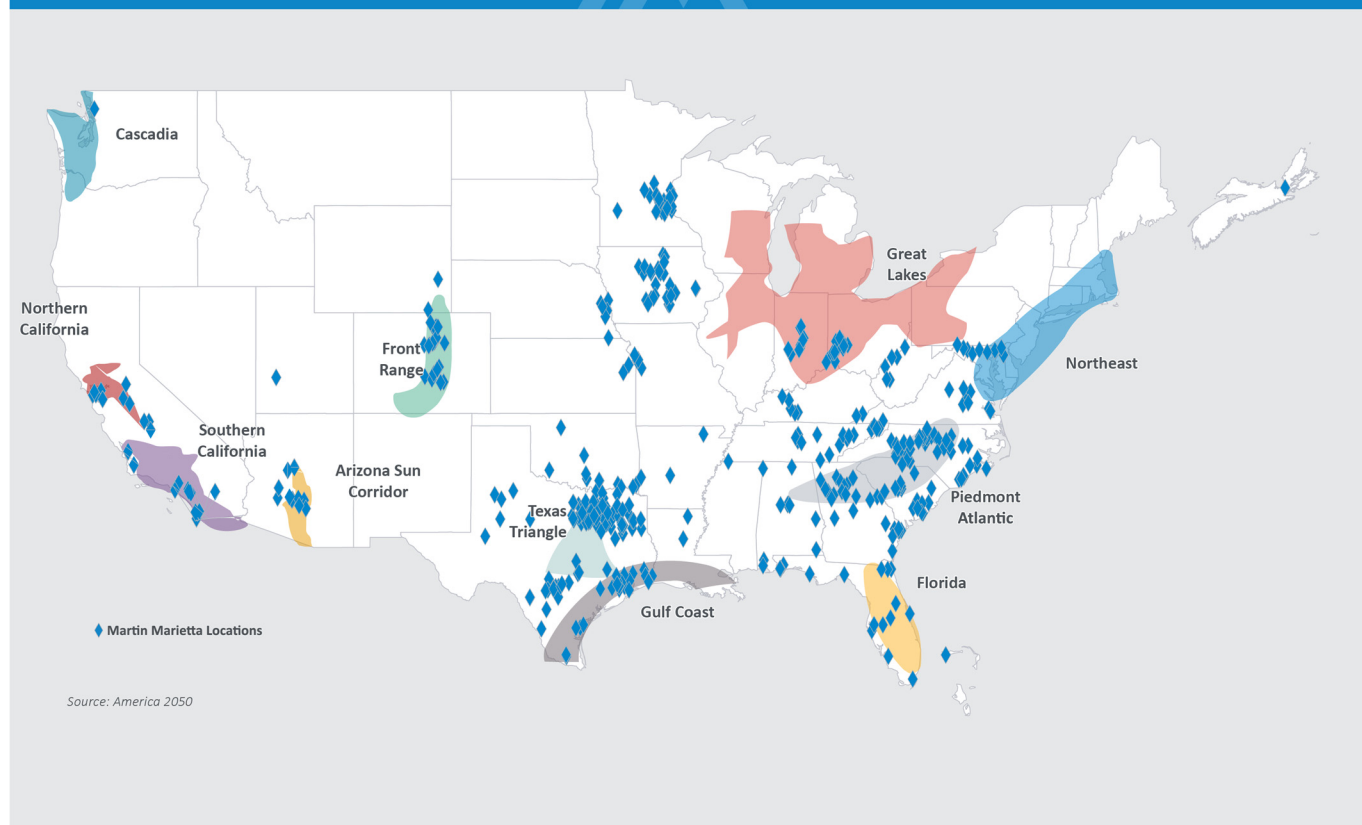 Cascadia
Great
Lakes
Northern
California
Front
Range
Northeast
Southern
California
Arizona Sun
Corridor
Texas
Triangle
Piedmont
Atlantic
Florida
Gulf Coast
Martin Marietta Locations
Source: America 2050